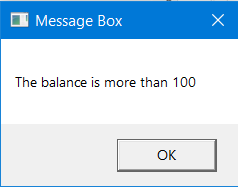 Message Box
The balance is more than 100
OK